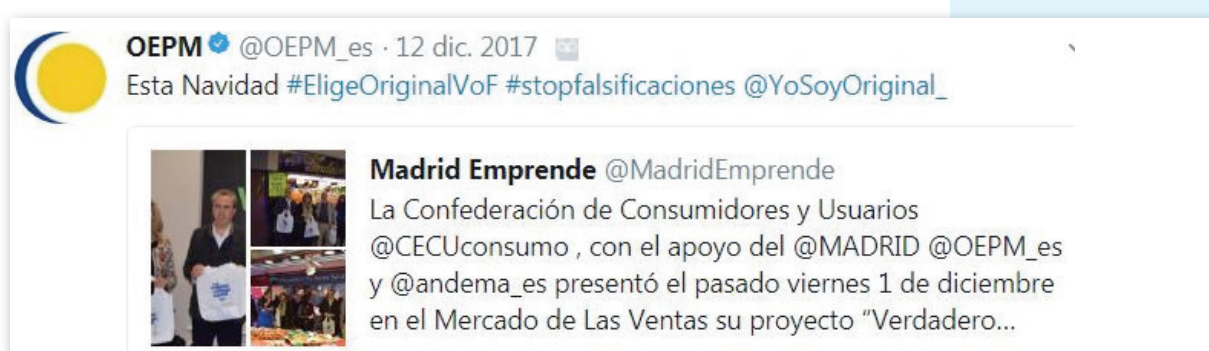 OEPM @OEPM_es · 12 dic. 2017
Esta Navidad #EligeOriginalVoF #stopfalsificaciones @YoSoyOriginal_
Madrid Emprende @MadridEmprende
La Confederación de Consumidores y Usuarios
@CECUconsumo , con el apoyo del @MADRID @OEPM_es
y @andema_es presentó el pasado viernes 1 de diciembre
en el Mercado de Las Ventas su proyecto “Verdadero...